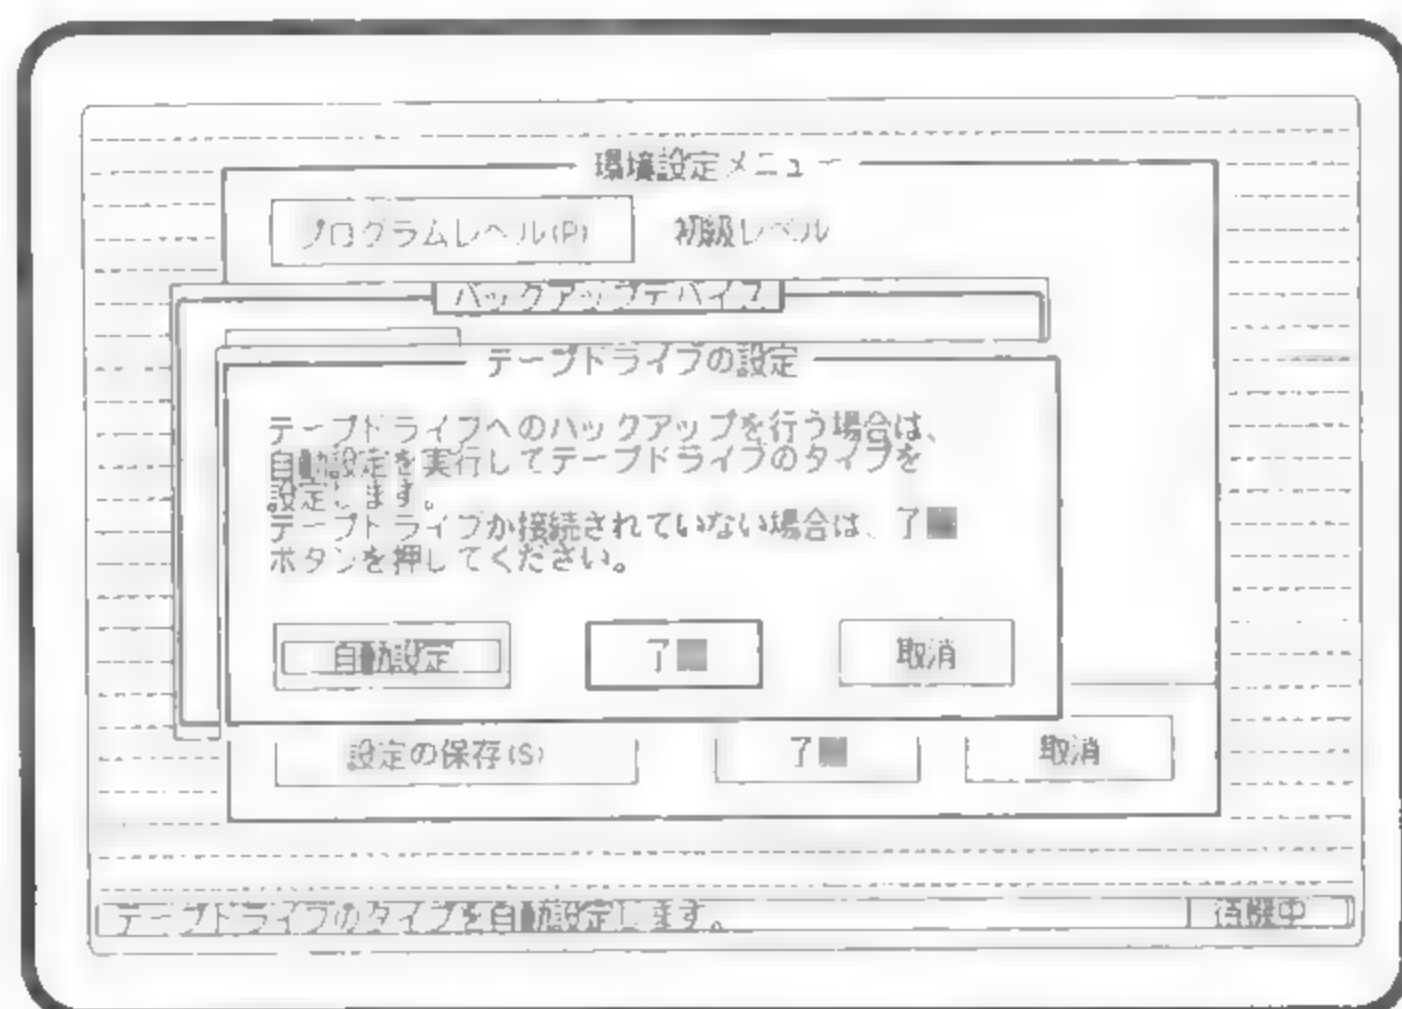 環境設定メニュー
プログラムレベル(P) 初級レベル
バックアップデバイス
テープドライブの設定
テープドライブへのバックアップを行う場合は、
自動設定を実行してテープドライブのタイプを
設定します。
テープドライブが接続されていない場合は、
ボタンを押してください。
自動設定 取消
設定の保存(S) 取消
テープドライブのタイプを自動設定します。 待機中